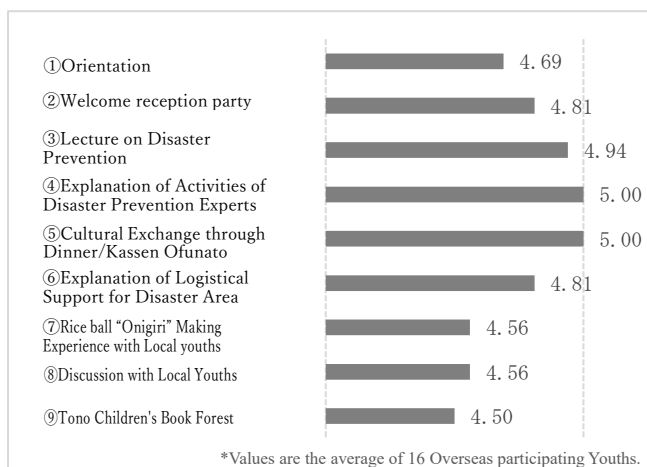 ①Orientation 4.69
②Welcome reception party 4.81
③Lecture on Disaster
Prevention 4.94
④Explanation of Activities of
Disaster Prevention Experts 5.00
⑤Cultural Exchange through
Dinner/Kassen Ofunato 5.00
⑥Explanation of Logistical
Support for Disaster Area 4.81
⑦Rice ball “Onigiri” Making
Experience with Local youths 4.56
⑧Discussion with Local Youths 4.56
⑨Tono Children's Book Forest 4.50
*Values are the average of 16 Overseas participating Youths.